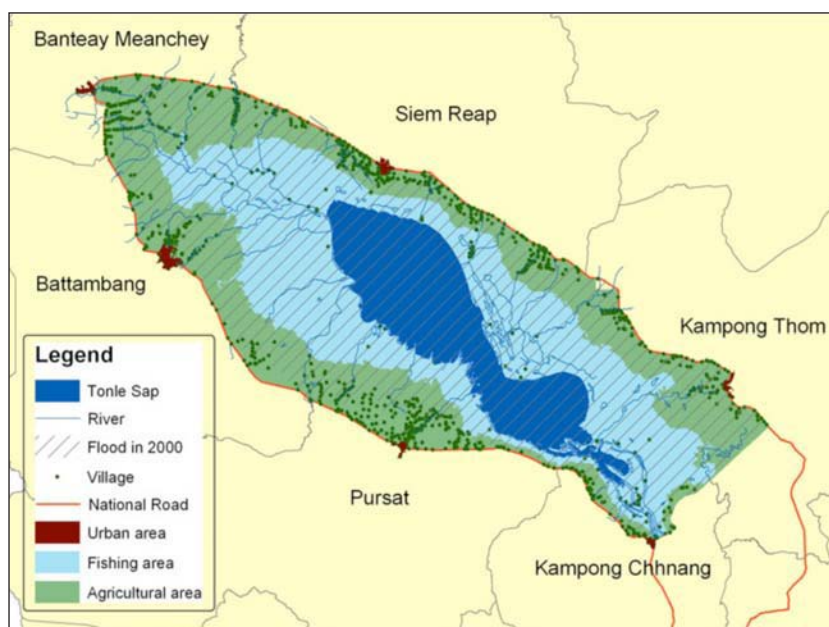 Banteay Meanchey
Siem Reap
Battambang
Kampong Thom
Pursat
Kampong Chhnang
Legend
Tonle Sap
River
Flood in 2000
Village
National Road
Urban area
Fishing area
Agricultural area